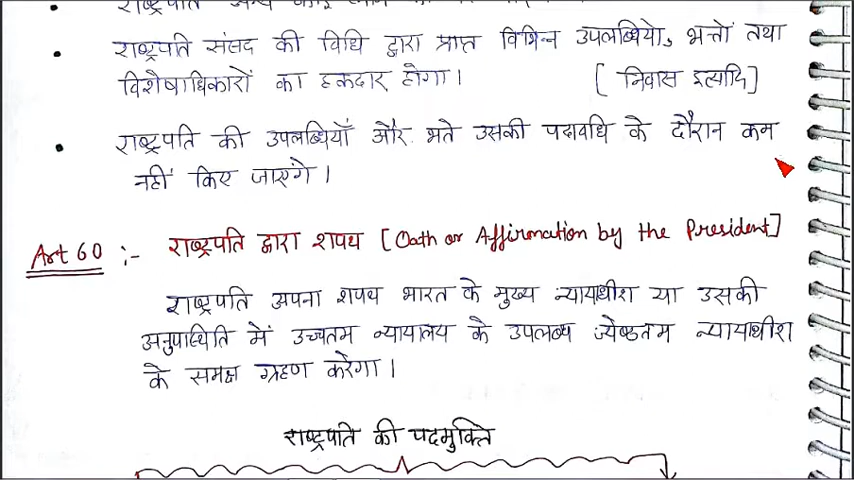 • राष्ट्रपति
• राष्ट्रपति संसद की विधि द्वारा प्राप्त विभिन्न उपलब्धियो, भत्तों तथा
विशेषाधिकारों का हकदार होगा। [ निवास इत्यादि]
• राष्ट्रपति की उपलब्धियाँ और भते उसकी पदावधि के दौरान कम
नहीं किए जाएंगे।
Art 60 :- राष्ट्रपति द्वारा शपथ [Oath or Affirmation by the President]
राष्ट्रपति अपना शपथ भारत के मुख्य न्यायधीश या उसकी
अनुपास्थिति में उच्चतम न्यायालय के उपलब्ध ज्येष्ठतम न्यायाधीश
के समक्ष ग्रहण करेगा।
राष्ट्रपति की पदमुक्ति